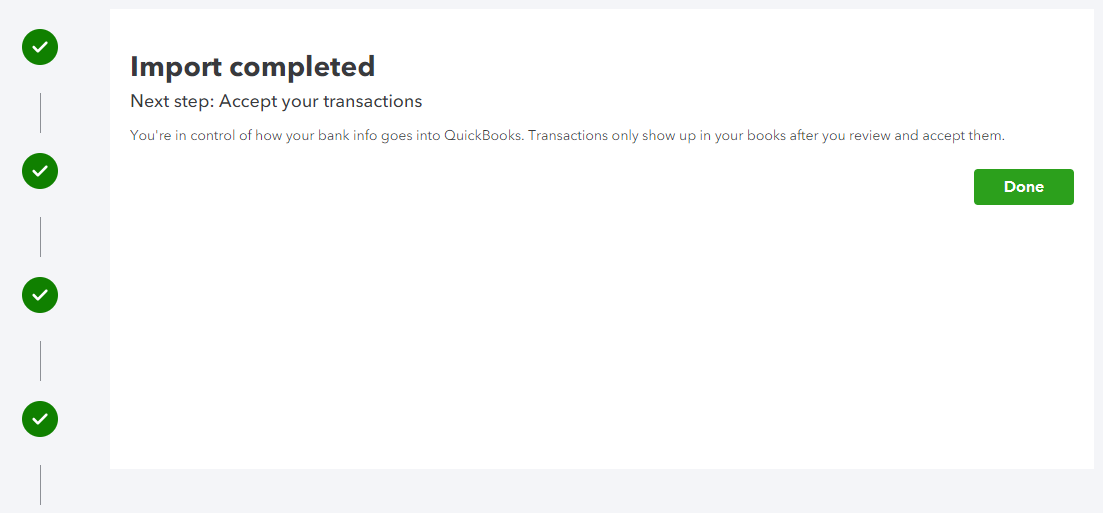 Import completed
Next step: Accept your transactions
You're in control of how your bank info goes into QuickBooks. Transactions only show up in your books after you review and accept them.
Done